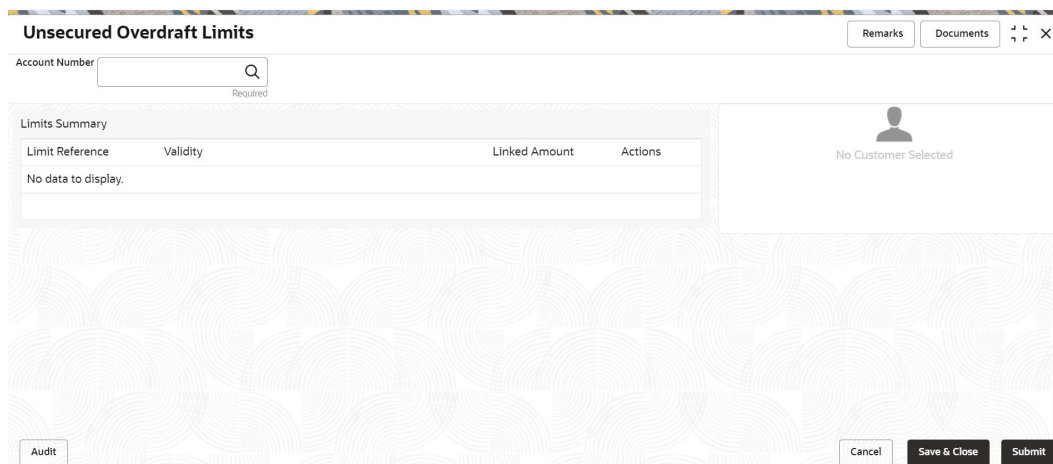 Unsecured Overdraft Limits
Remarks
Documents
Account Number
Required
Limits Summary
Limit Reference Validity Linked Amount Actions
No data to display.
No Customer Selected
Audit
Cancel
Save & Close
Submit